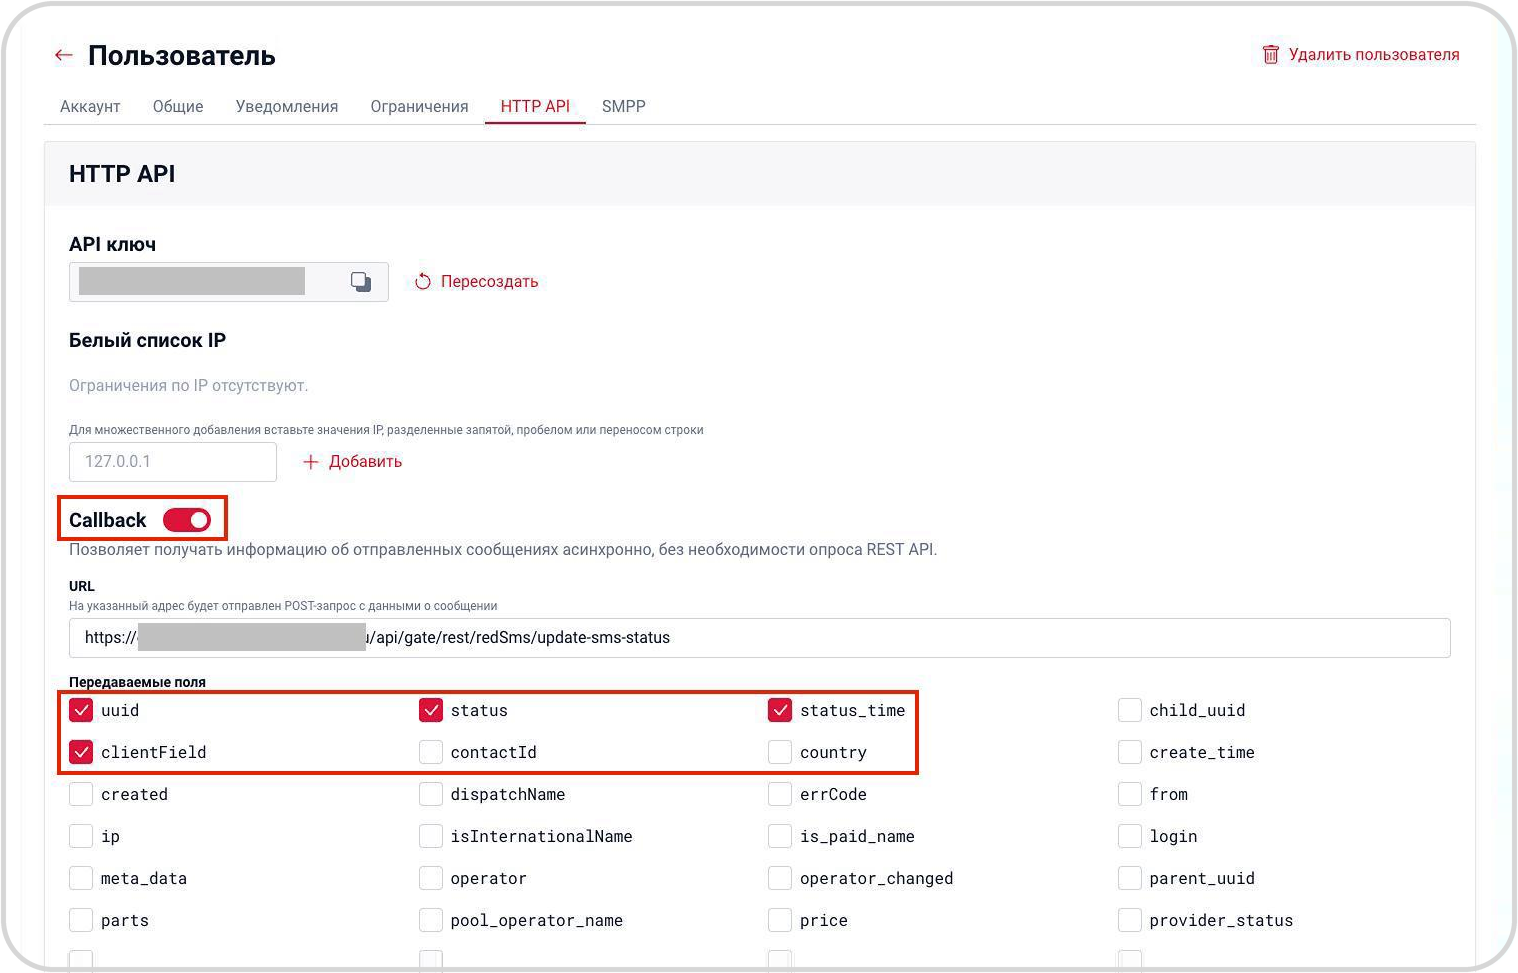 Пользователь
Удалить пользователя
Аккаунт Общие Уведомления Ограничения HTTP API SMPP
HTTP API
API ключ
Пересоздать
Белый список IP
Ограничения по IP отсутствуют.
Для множественного добавления вставьте значения IP, разделенные запятой, пробелом или переносом строки
127.0.0.1
Добавить
Callback
Позволяет получать информацию об отправленных сообщениях асинхронно, без необходимости опроса REST API.
URL
На указанный адрес будет отправлен POST-запрос с данными о сообщении
https:// /api/gate/rest/redSms/update-sms-status
Передаваемые поля
uuid status status_time child_uuid
clientField contactId country create_time
created dispatchName errCode from
ip isInternationalName is_paid_name login
meta_data operator operator_changed parent_uuid
parts pool_operator_name price provider_status